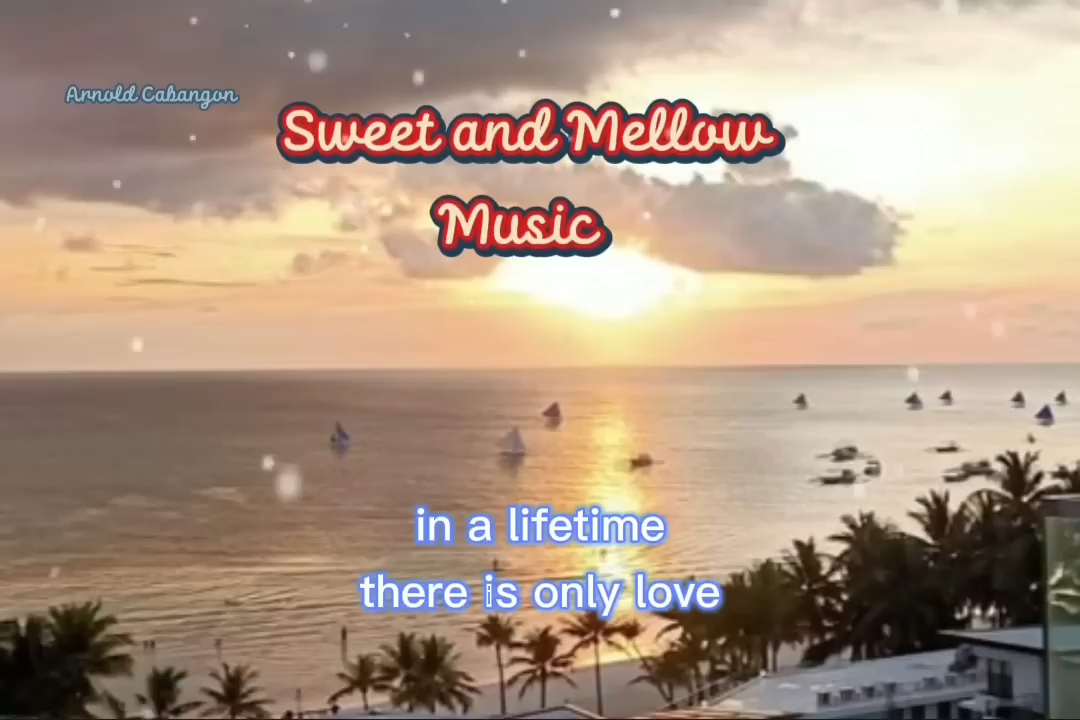 Arnold Cabangon
Sweet and Mellow
Music
in a lifetime
there is only love